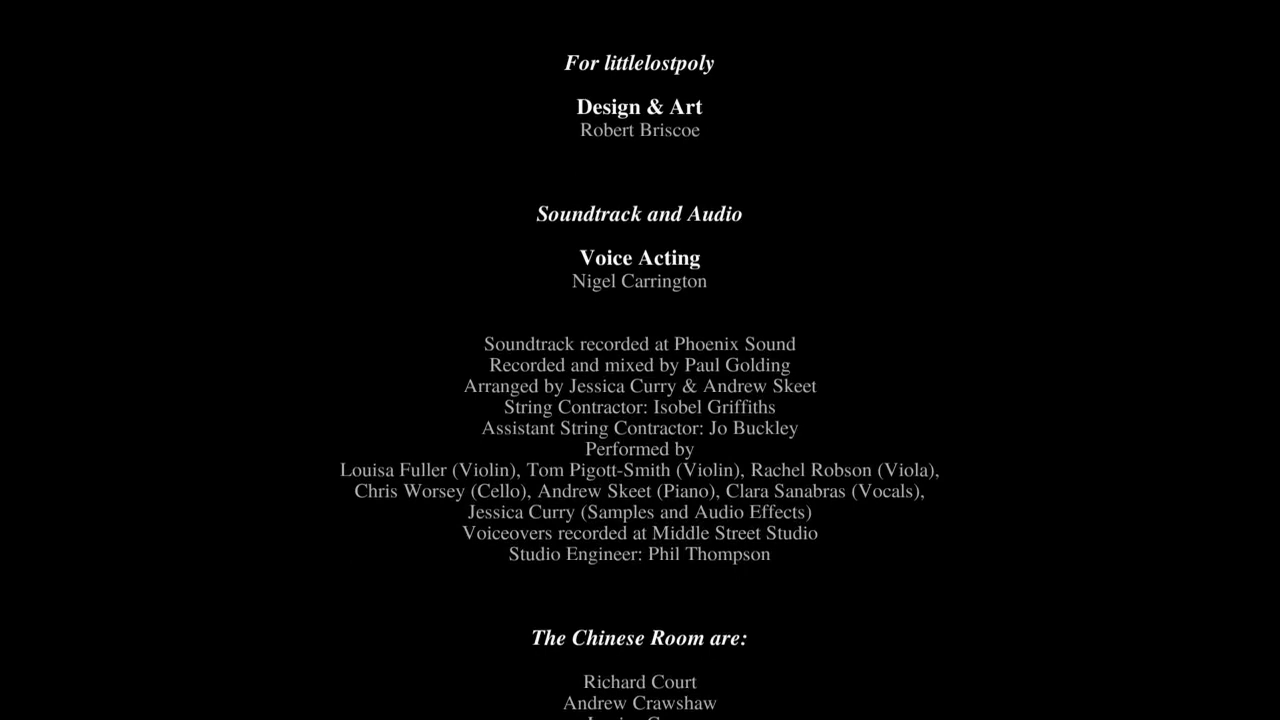 For littlelostpoly
Design & Art
Robert Briscoe
Soundtrack and Audio
Voice Acting
Nigel Carrington
Soundtrack recorded at Phoenix Sound
Recorded and mixed by Paul Golding
Arranged by Jessica Curry & Andrew Skeet
String Contractor: Isobel Griffiths
Assistant String Contractor: Jo Buckley
Performed by
Louisa Fuller (Violin), Tom Pigott-Smith (Violin), Rachel Robson (Viola),
Chris Worsey (Cello), Andrew Skeet (Piano), Clara Sanabras (Vocals),
Jessica Curry (Samples and Audio Effects)
Voiceovers recorded at Middle Street Studio
Studio Engineer: Phil Thompson
The Chinese Room are:
Richard Court
Andrew Crawshaw